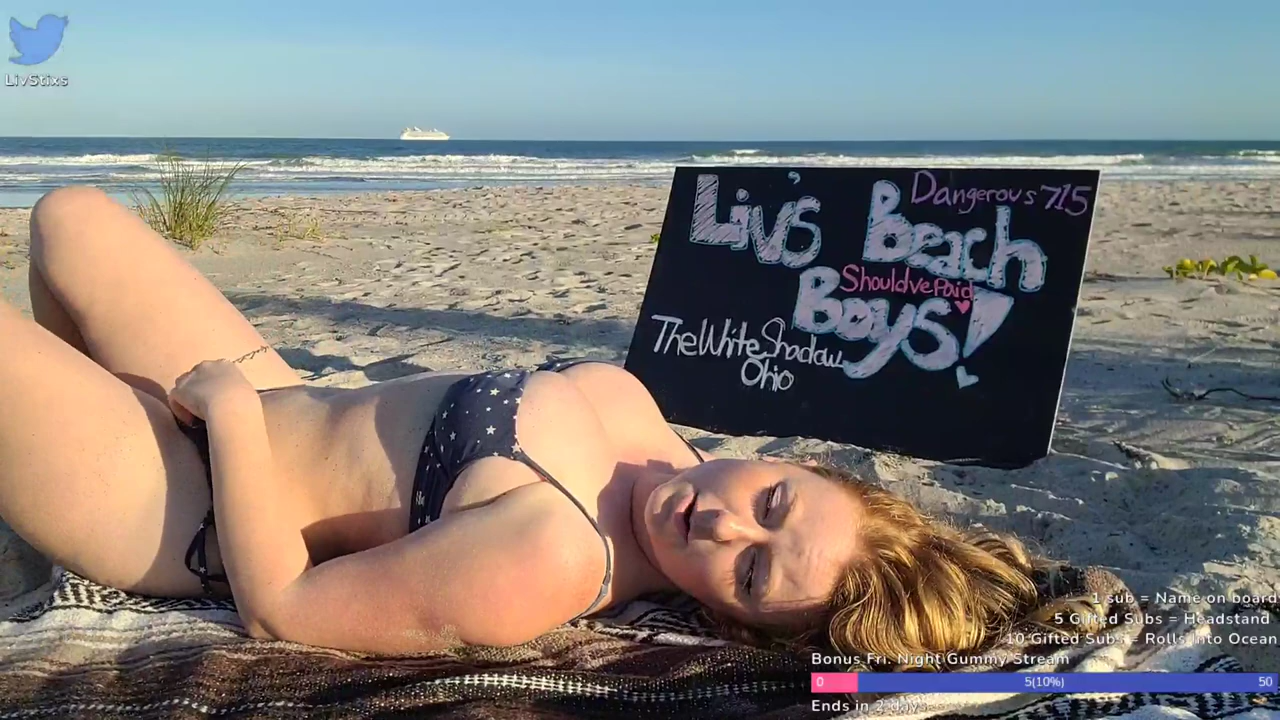 LivStixs
Dangerous715
Liv's Beach
Shouldvepaid
Boys!
TheWhiteShadow
Ohio
1 sub = Name on board
5 Gifted Subs = Headstand
10 Gifted Subs = Rolls Into Ocean
Bonus Fri. Night Gummy Stream
0 5(10%) 50
Ends in 2 days